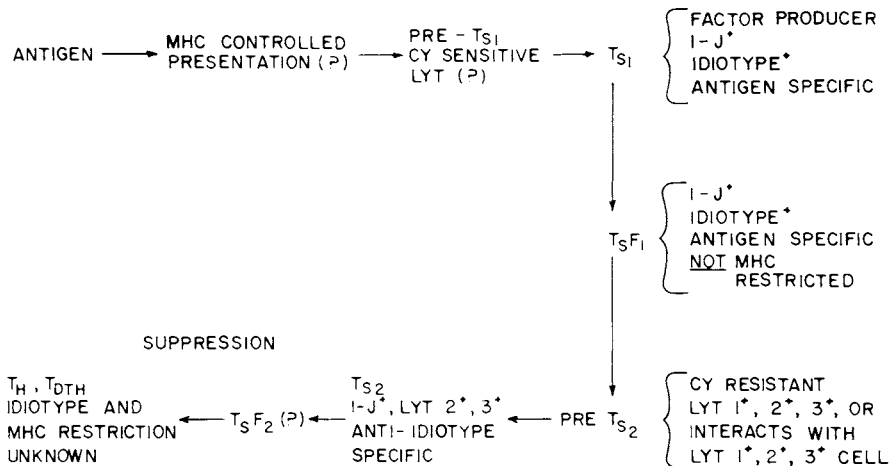 ANTIGEN
MHC CONTROLLED
PRESENTATION (?)
PRE - TS1
CY SENSITIVE
LYT (?)
TS1
FACTOR PRODUCER
I-J+
IDIOTYPE+
ANTIGEN SPECIFIC
TSF1
I-J+
IDIOTYPE+
ANTIGEN SPECIFIC
NOT MHC
RESTRICTED
SUPPRESSION
TH, TDTH
IDIOTYPE AND
MHC RESTRICTION
UNKNOWN
TSF2 (?)
TS2
I-J+, LYT 2+, 3+
ANTI-IDIOTYPE
SPECIFIC
PRE TS2
CY RESISTANT
LYT 1+, 2+, 3+, OR
INTERACTS WITH
LYT 1+, 2+, 3+ CELL